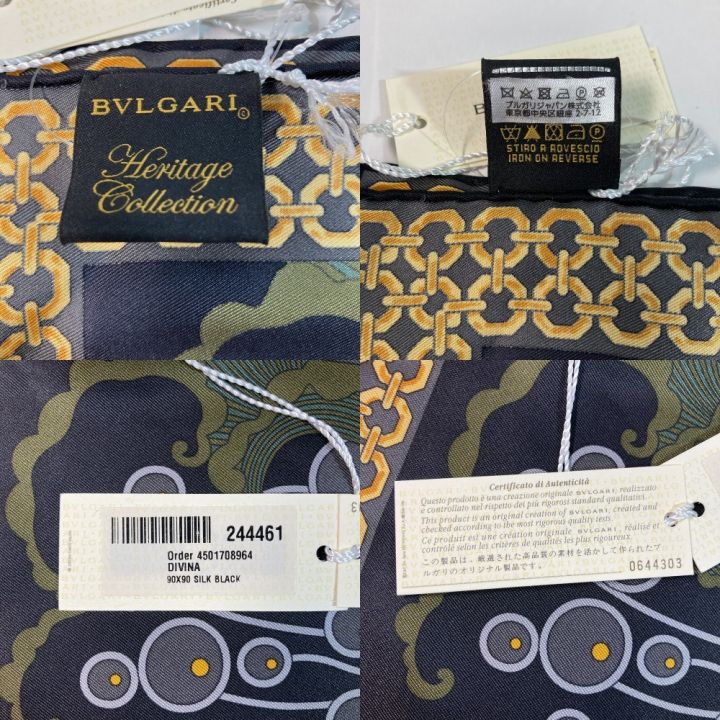 Certificato di
BVLGARI
Heritage
Collection
B
ブルガリジャパン株式会社
東京都中央区銀座 2-7-12
STIRO A ROVESCIO
IRON ON REVERSE
244461
Order 4501708964
DIVINA
90X90 SILK BLACK
Certificato di Autenticità
Questo prodotto è una creazione originale BVLGARI, realizzato
e controllato nel rispetto dei più rigorosi standard qualitativi.
This product is an original creation of BVLGARI, created and
checked according to the most rigorous quality tests.
Ce produit est une création originale BVLGARI, réalisé et
contrôlé selon les critères de qualités les plus rigoureux.
この製品は、厳選された高品質の素材を活かして作られたブ
ルガリのオリジナル製品です。
0644303